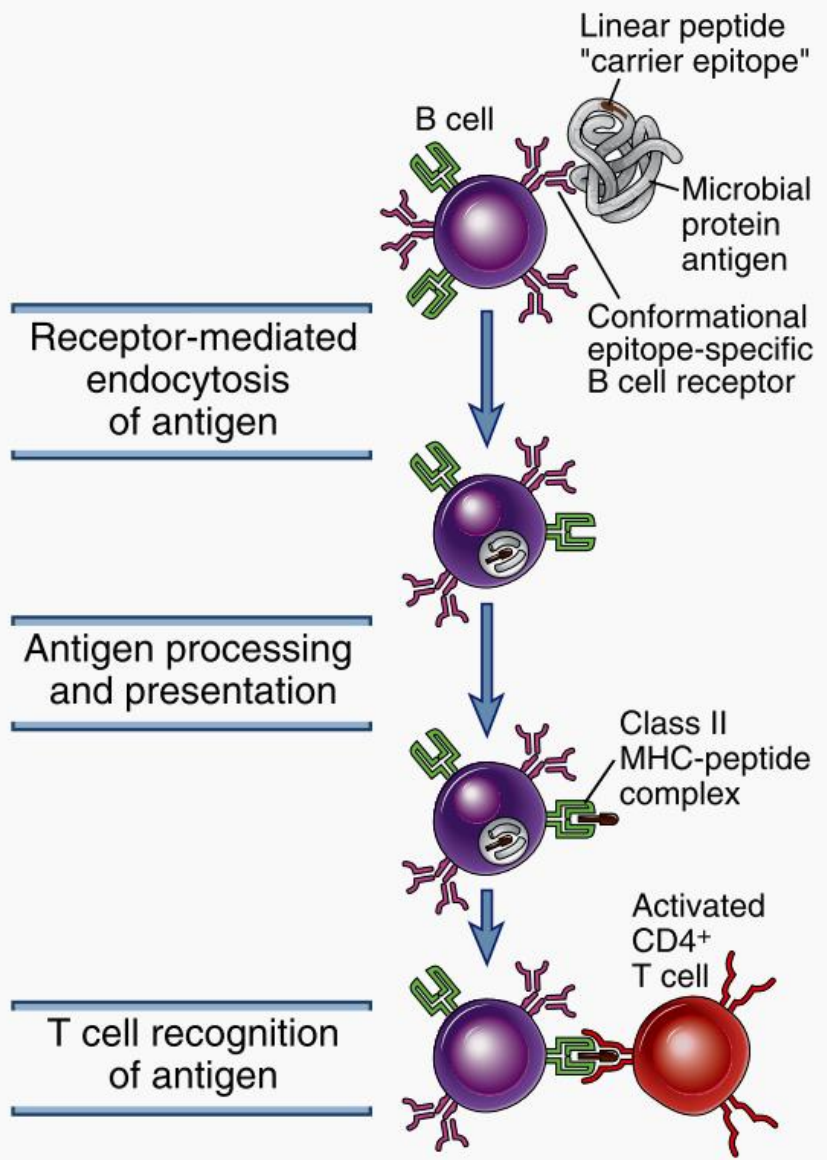 Linear peptide
"carrier epitope"
B cell
Microbial
protein
antigen
Conformational
epitope-specific
B cell receptor
Receptor-mediated
endocytosis
of antigen
Antigen processing
and presentation
Class II
MHC-peptide
complex
Activated
CD4⁺
T cell
T cell recognition
of antigen